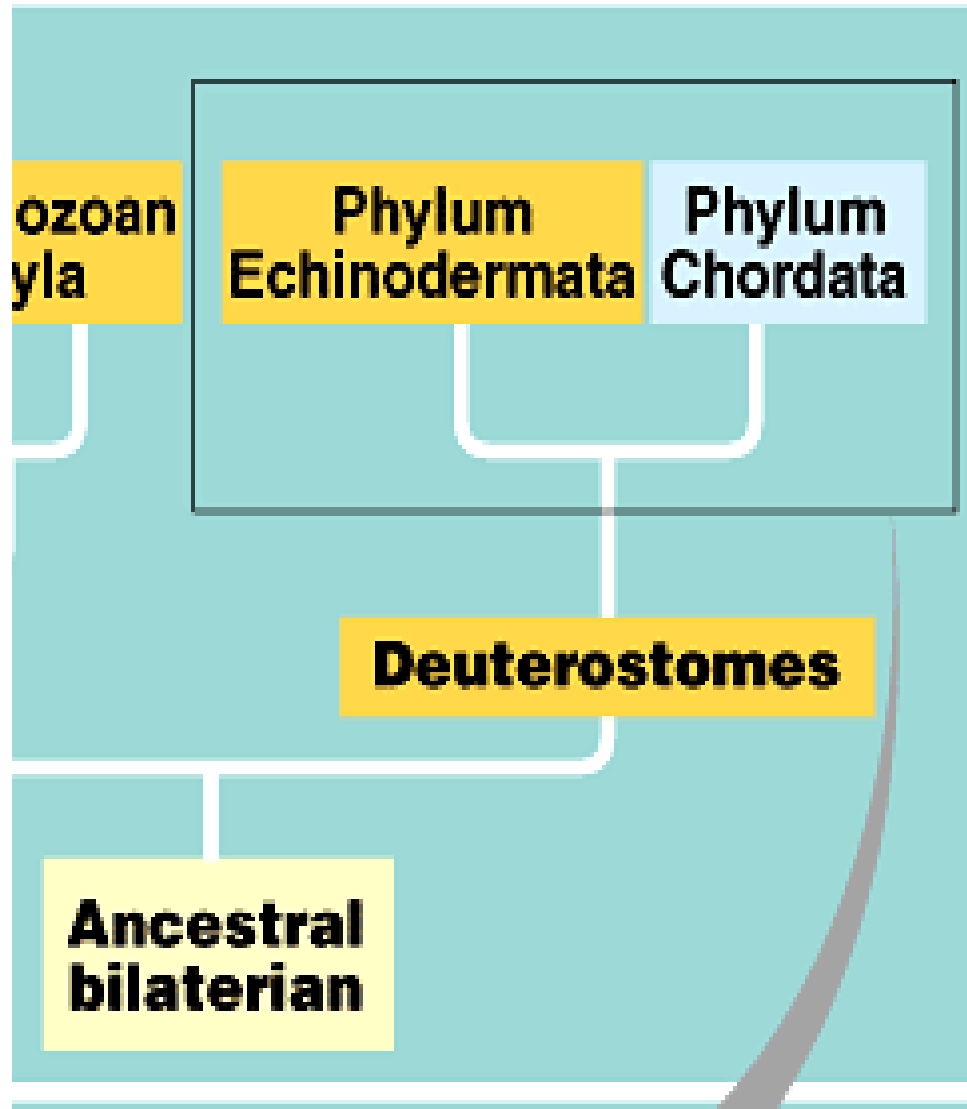 ozoan
yla
Phylum
Echinodermata
Phylum
Chordata
Deuterostomes
Ancestral
bilaterian